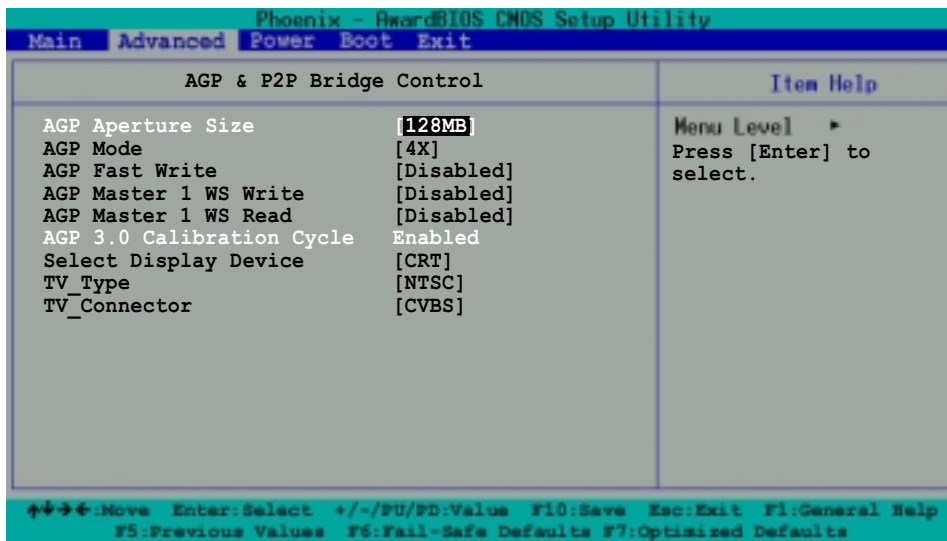 Phoenix - AwardBIOS CMOS Setup Utility
Main Advanced Power Boot Exit
AGP & P2P Bridge Control
Item Help
AGP Aperture Size [128MB]
AGP Mode [4X]
AGP Fast Write [Disabled]
AGP Master 1 WS Write [Disabled]
AGP Master 1 WS Read [Disabled]
AGP 3.0 Calibration Cycle Enabled
Select Display Device [CRT]
TV_Type [NTSC]
TV_Connector [CVBS]
Menu Level ►
Press [Enter] to
select.
↑↓→←:Move Enter:Select +/-/PU/PD:Value F10:Save Esc:Exit F1:General Help
F5:Previous Values F6:Fail-Safe Defaults F7:Optimized Defaults